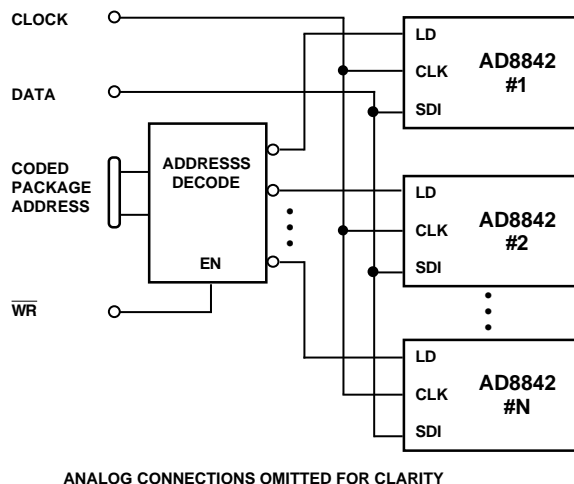 CLOCK
DATA
CODED
PACKAGE
ADDRESS
WR
ADDRESSS
DECODE
EN
LD
CLK
SDI
AD8842
#1
LD
CLK
SDI
AD8842
#2
LD
CLK
SDI
AD8842
#N
ANALOG CONNECTIONS OMITTED FOR CLARITY